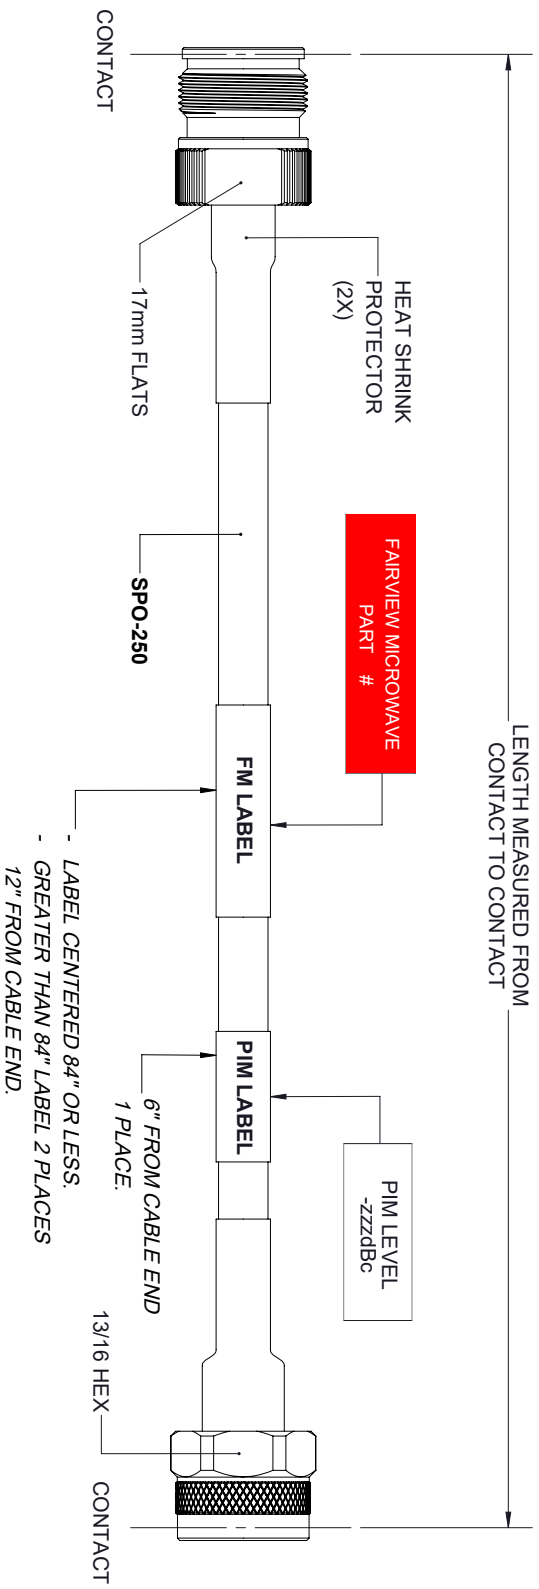 LENGTH MEASURED FROM
CONTACT TO CONTACT
HEAT SHRINK
PROTECTOR
(2X)
FAIRVIEW MICROWAVE
PART #
PIM LEVEL
-zzzdBc
FM LABEL
PIM LABEL
CONTACT
17mm FLATS
SPO-250
- LABEL CENTERED 84" OR LESS.
- GREATER THAN 84" LABEL 2 PLACES
12" FROM CABLE END.
6" FROM CABLE END
1 PLACE.
13/16 HEX
CONTACT